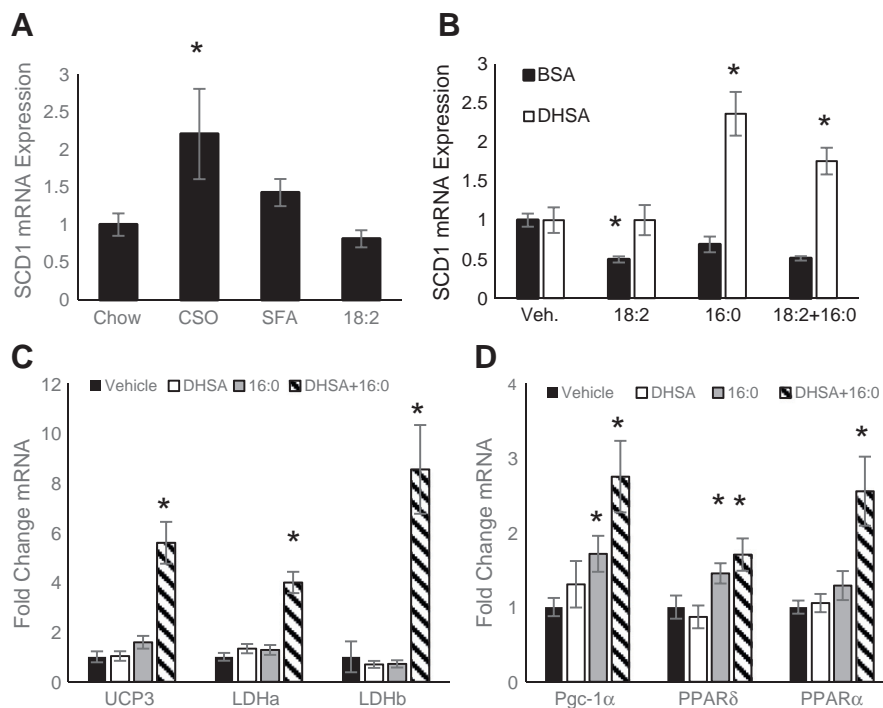 A
*
SCD1 mRNA Expression
3
2.5
2
1.5
1
0.5
0
Chow CSO SFA 18:2
B
BSA
DHSA
*
*
*
SCD1 mRNA Expression
3
2.5
2
1.5
1
0.5
0
Veh. 18:2 16:0 18:2+16:0
C
Vehicle DHSA 16:0 DHSA+16:0
*
*
*
Fold Change mRNA
12
10
8
6
4
2
0
UCP3 LDHa LDHb
D
Vehicle DHSA 16:0 DHSA+16:0
*
*
*
*
*
Fold Change mRNA
4
3
2
1
0
Pgc-1α PPARδ PPARα